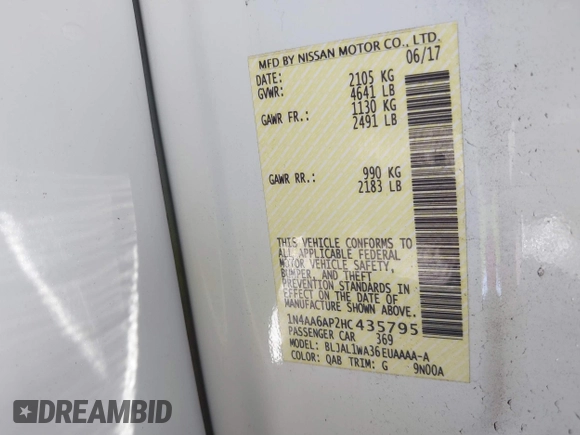 MFD BY NISSAN MOTOR CO., LTD.
DATE: 06/17
GVWR: 2105 KG
4641 LB
GAWR FR.: 1130 KG
2491 LB
GAWR RR.: 990 KG
2183 LB
THIS VEHICLE CONFORMS TO
ALL APPLICABLE FEDERAL
MOTOR VEHICLE SAFETY,
BUMPER, AND THEFT
PREVENTION STANDARDS IN
EFFECT ON THE DATE OF
MANUFACTURE SHOWN ABOVE.
1N4AA6AP2HC435795
PASSENGER CAR 369
MODEL: BLJAL1WA36EUAAAA-A
COLOR: QAB TRIM: G 9N00A
DREAMBID